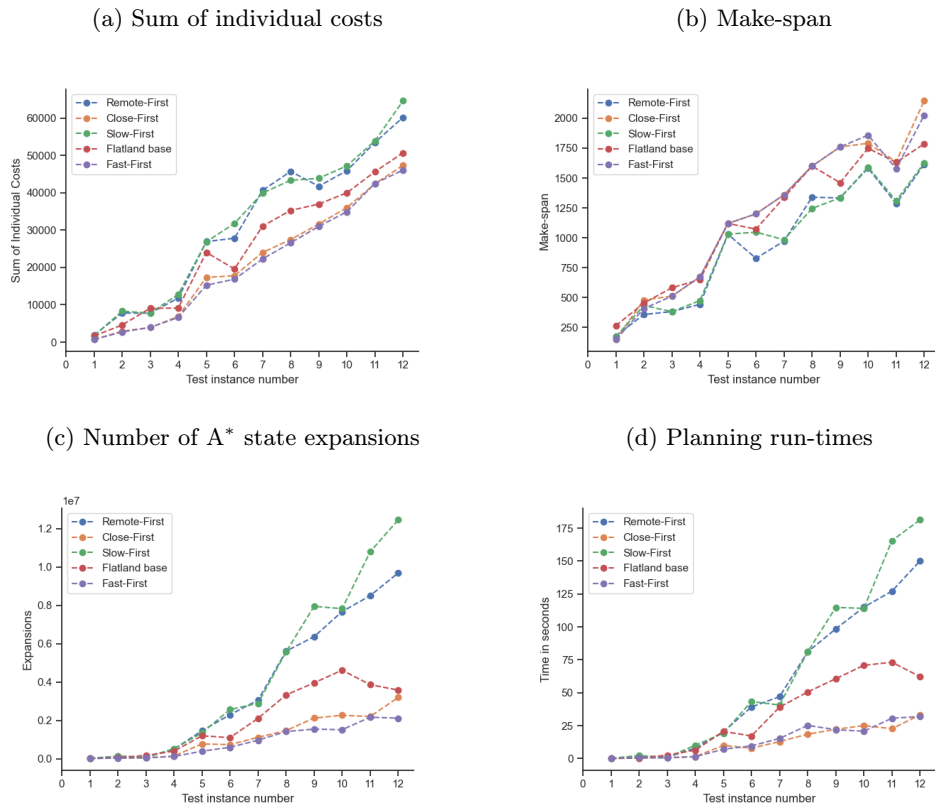 (a) Sum of individual costs
(b) Make-span
Remote-First
Close-First
Slow-First
Flatland base
Fast-First
60000
50000
40000
30000
20000
10000
0
Sum of Individual Costs
0 1 2 3 4 5 6 7 8 9 10 11 12
Test instance number
Remote-First
Close-First
Slow-First
Flatland base
Fast-First
2000
1750
1500
1250
1000
750
500
250
Make-span
0 1 2 3 4 5 6 7 8 9 10 11 12
Test instance number
(c) Number of A* state expansions
(d) Planning run-times
1e7
Remote-First
Close-First
Slow-First
Flatland base
Fast-First
1.2
1.0
0.8
0.6
0.4
0.2
0.0
Expansions
0 1 2 3 4 5 6 7 8 9 10 11 12
Test instance number
Remote-First
Close-First
Slow-First
Flatland base
Fast-First
175
150
125
100
75
50
25
0
Time in seconds
0 1 2 3 4 5 6 7 8 9 10 11 12
Test instance number